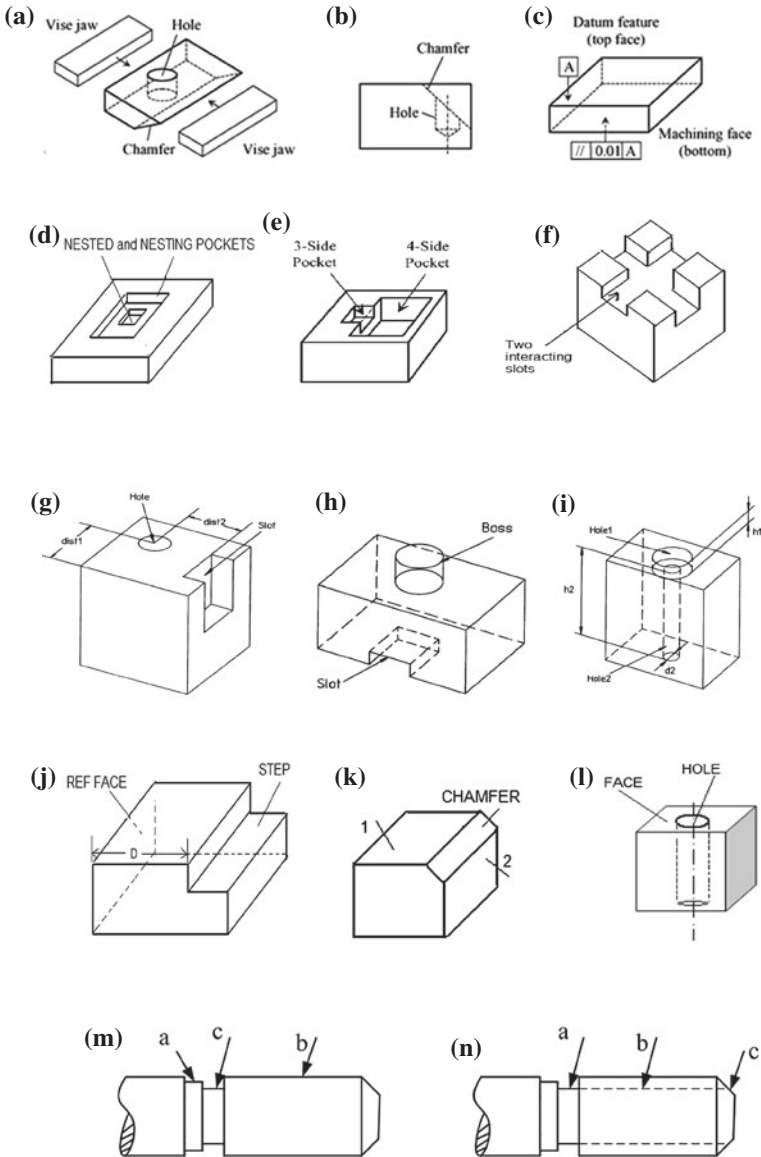 (a)
Vise jaw
Hole
Chamfer
Vise jaw
(b)
Chamfer
Hole
(c)
Datum feature
(top face)
A
Machining face
(bottom)
// 0.01 A
(d)
NESTED and NESTING POCKETS
(e)
3-Side
Pocket
4-Side
Pocket
(f)
Two
interacting
slots
(g)
Hole
dist1
dist2
Slot
(h)
Boss
Slot
(i)
Hole1
h1
h2
Hole2
d2
(j)
REF FACE
STEP
D
(k)
CHAMFER
1
2
(l)
FACE
HOLE
(m)
a
c
b
(n)
a
b
c